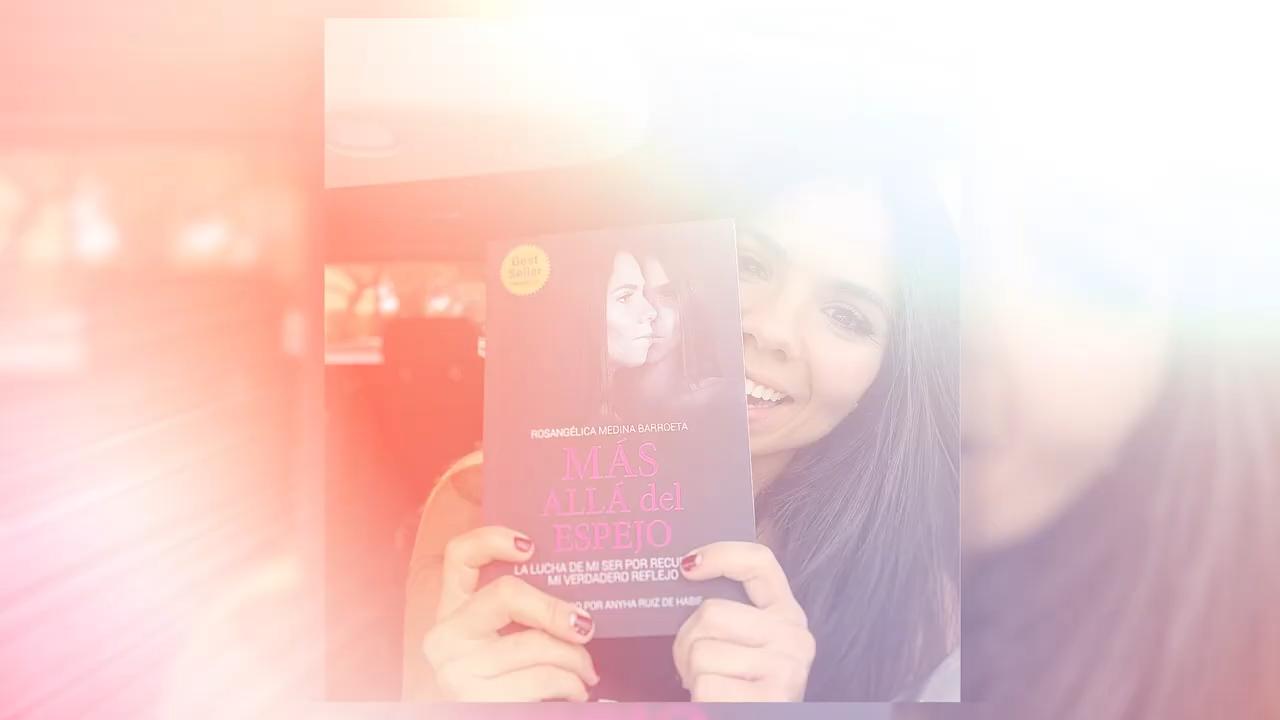 Best
Seller
ROSANGÉLICA MEDINA BARROETA
MÁS
ALLÁ del
ESPEJO
LA LUCHA DE MI SER POR
MI VERDADERO REFLEJO
POR ANYHA RUIZ DE